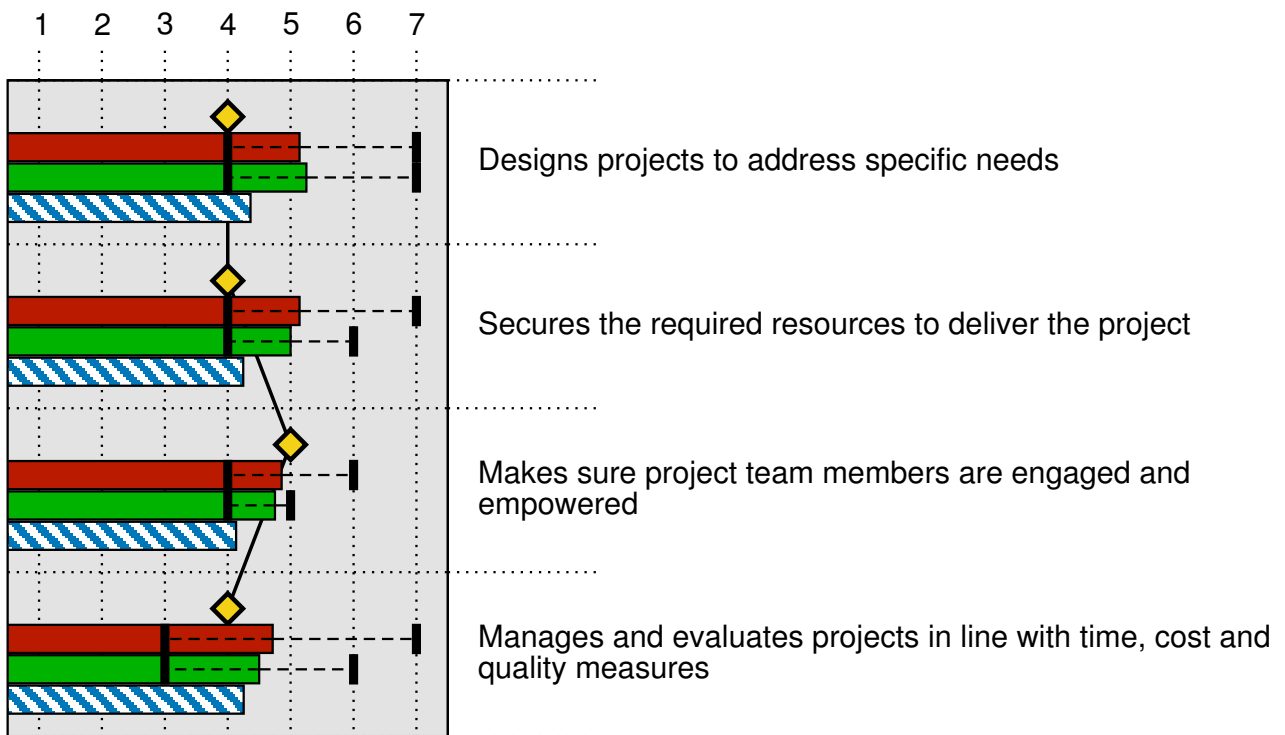 1 2 3 4 5 6 7
Designs projects to address specific needs
Secures the required resources to deliver the project
Makes sure project team members are engaged and
empowered
Manages and evaluates projects in line with time, cost and
quality measures